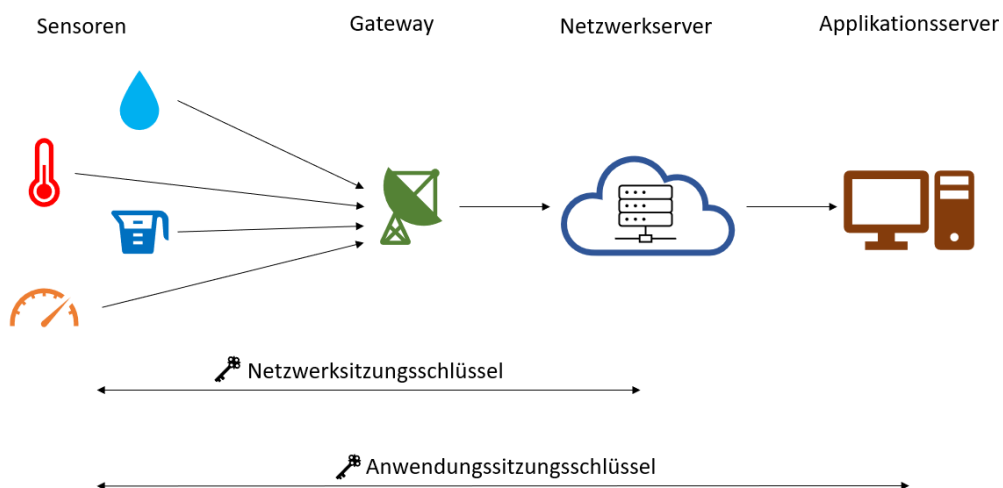 Sensoren
Gateway
Netzwerkserver
Applikationsserver
Netzwerksitzungsschlüssel
Anwendungssitzungsschlüssel